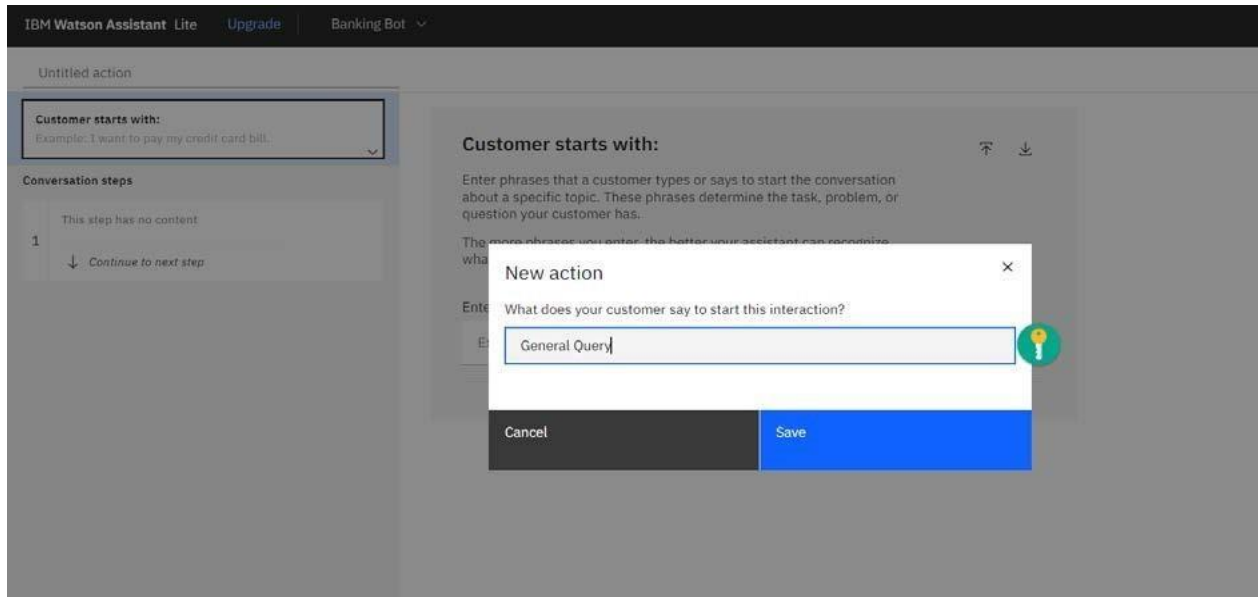 IBM Watson Assistant Lite Upgrade Banking Bot
Untitled action
Customer starts with:
Example: I want to pay my credit card bill.
Conversation steps
This step has no content
1
Continue to next step
Customer starts with:
Enter phrases that a customer types or says to start the conversation
about a specific topic. These phrases determine the task, problem, or
question your customer has.
The more phrases you enter, the better your assistant can recognize
wha
Ente
E
New action
What does your customer say to start this interaction?
General Query
Cancel
Save